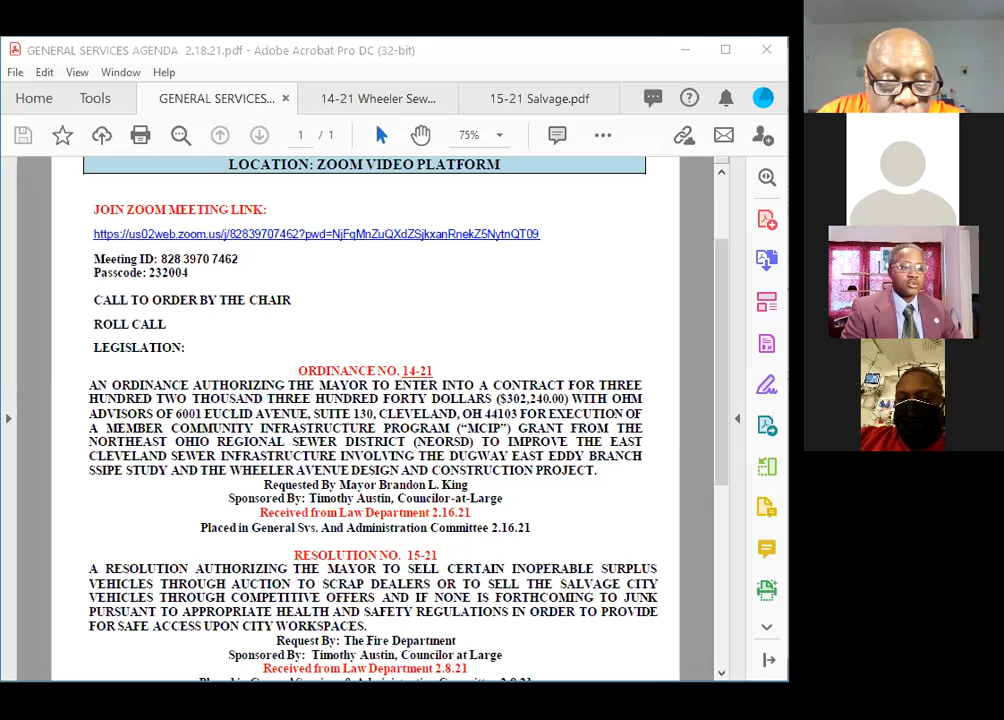 GENERAL SERVICES AGENDA 2.18.21.pdf - Adobe Acrobat Pro DC (32-bit)
File Edit View Window Help
Home Tools GENERAL SERVICES... 14-21 Wheeler Sew... 15-21 Salvage.pdf
1 / 1 75%
LOCATION: ZOOM VIDEO PLATFORM
JOIN ZOOM MEETING LINK:
https://us02web.zoom.us/j/82839707462?pwd=NjFqMnZuQXdZSjkxanRnekZ5NytnQT09
Meeting ID: 828 3970 7462
Passcode: 232004
CALL TO ORDER BY THE CHAIR
ROLL CALL
LEGISLATION:
ORDINANCE NO. 14-21
AN ORDINANCE AUTHORIZING THE MAYOR TO ENTER INTO A CONTRACT FOR THREE
HUNDRED TWO THOUSAND THREE HUNDRED FORTY DOLLARS ($302,240.00) WITH OHM
ADVISORS OF 6001 EUCLID AVENUE, SUITE 130, CLEVELAND, OH 44103 FOR EXECUTION OF
A MEMBER COMMUNITY INFRASTRUCTURE PROGRAM ("MCIP") GRANT FROM THE
NORTHEAST OHIO REGIONAL SEWER DISTRICT (NEORSD) TO IMPROVE THE EAST
CLEVELAND SEWER INFRASTRUCTURE INVOLVING THE DUGWAY EAST EDDY BRANCH
SSIPE STUDY AND THE WHEELER AVENUE DESIGN AND CONSTRUCTION PROJECT.
Requested By Mayor Brandon L. King
Sponsored By: Timothy Austin, Councilor-at-Large
Received from Law Department 2.16.21
Placed in General Svs. And Administration Committee 2.16.21
RESOLUTION NO. 15-21
A RESOLUTION AUTHORIZING THE MAYOR TO SELL CERTAIN INOPERABLE SURPLUS
VEHICLES THROUGH AUCTION TO SCRAP DEALERS OR TO SELL THE SALVAGE CITY
VEHICLES THROUGH COMPETITIVE OFFERS AND IF NONE IS FORTHCOMING TO JUNK
PURSUANT TO APPROPRIATE HEALTH AND SAFETY REGULATIONS IN ORDER TO PROVIDE
FOR SAFE ACCESS UPON CITY WORKSPACES.
Request By: The Fire Department
Sponsored By: Timothy Austin, Councilor at Large
Received from Law Department 2.8.21